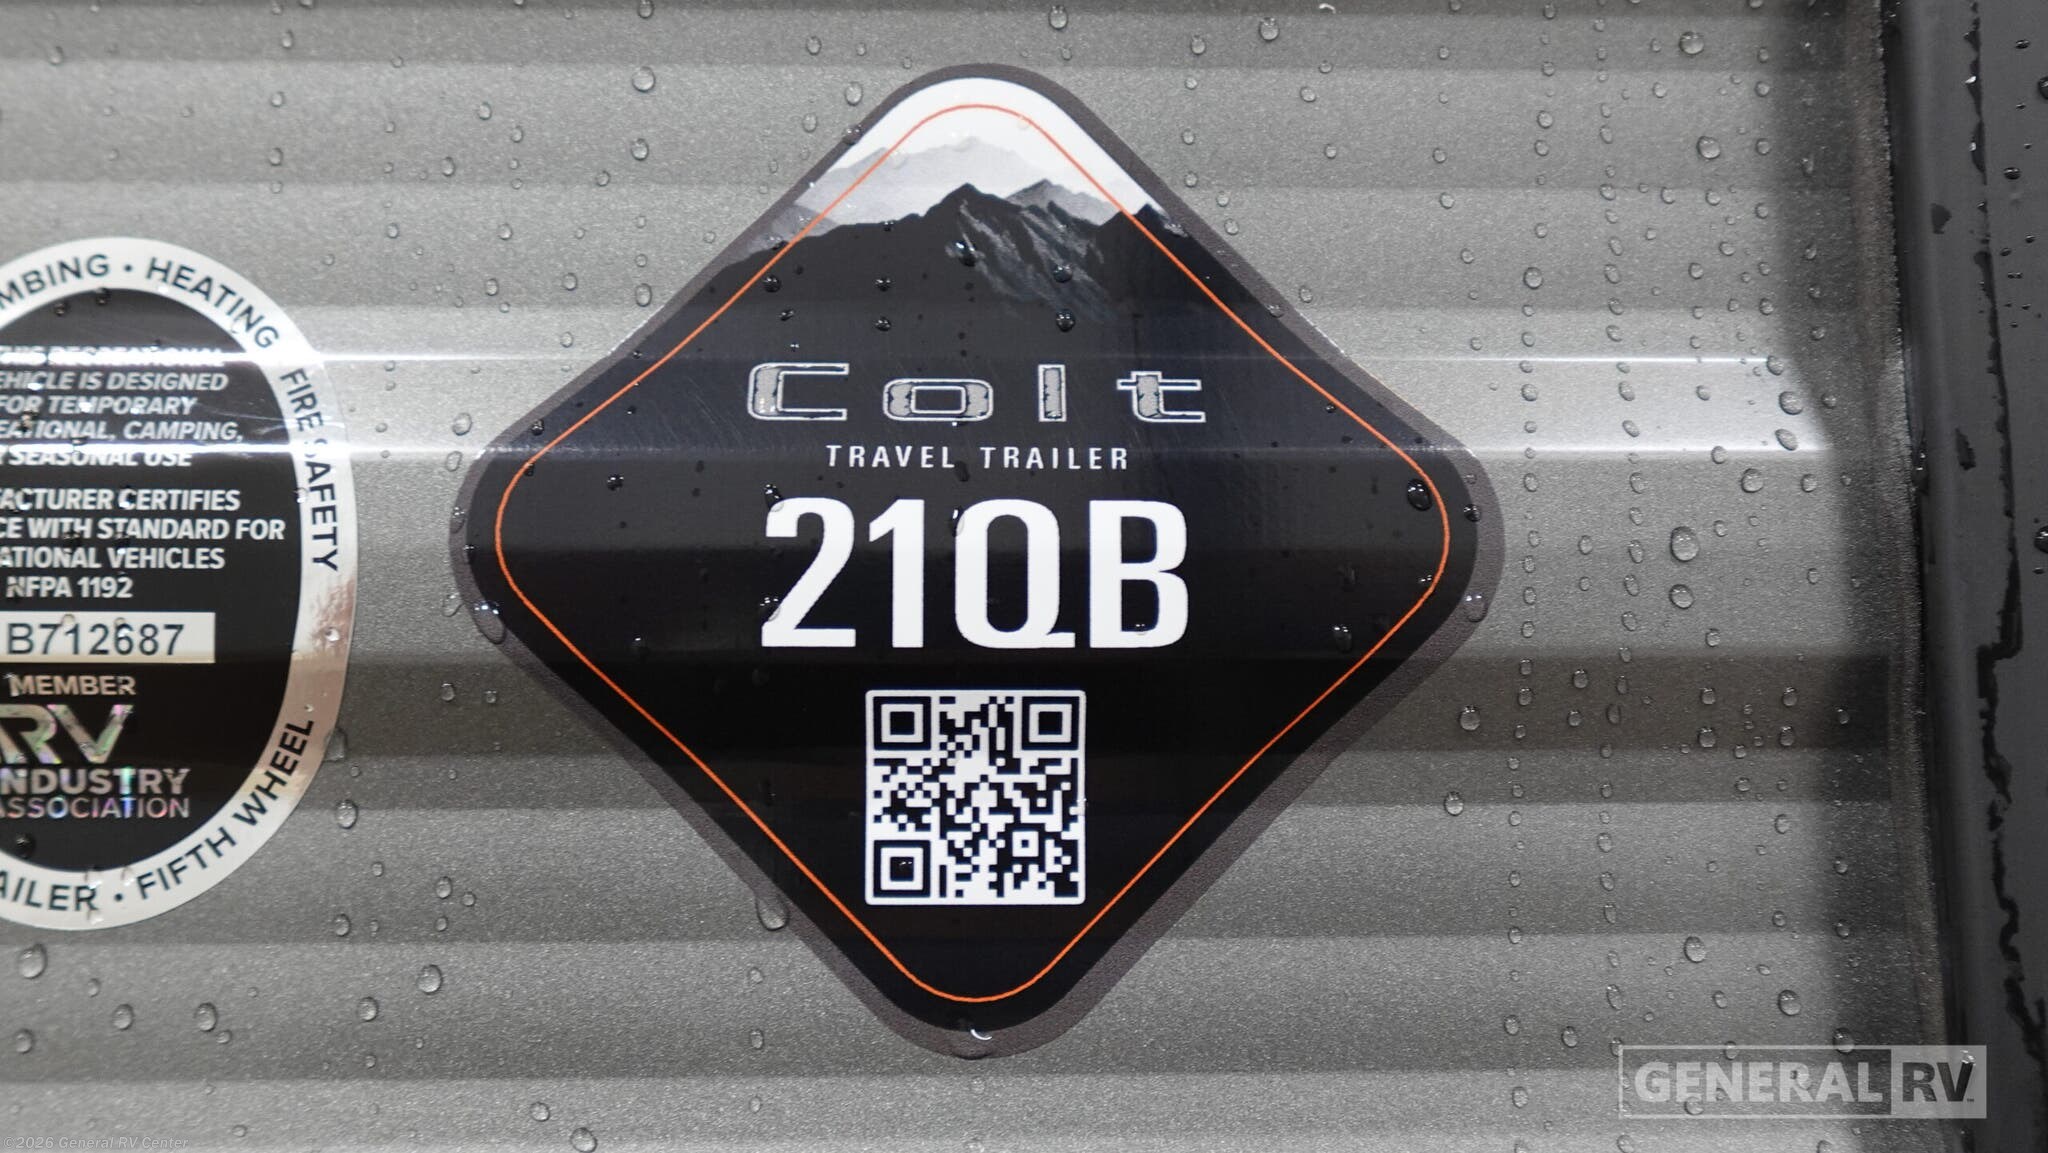 MBING • HEATING FIRE SAFETY
THIS RECREATIONAL
EHICLE IS DESIGNED
FOR TEMPORARY
EATIONAL, CAMPING,
R SEASONAL USE
FACTURER CERTIFIES
CE WITH STANDARD FOR
ATIONAL VEHICLES
NFPA 1192
B712687
MEMBER
RV
INDUSTRY
ASSOCIATION
AILER • FIFTH WHEEL
Colt
TRAVEL TRAILER
21QB
GENERAL RV
©2026 General RV Center